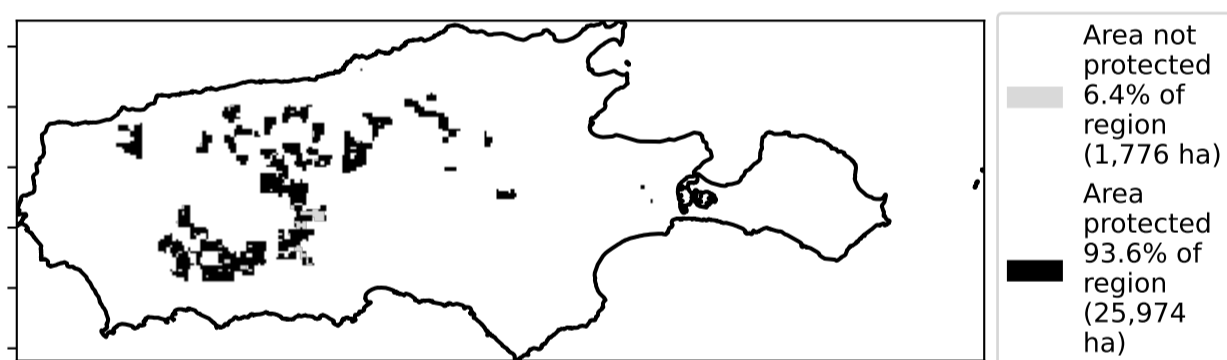 Area not
protected
6.4% of
region
(1,776 ha)
Area
protected
93.6% of
region
(25,974
ha)